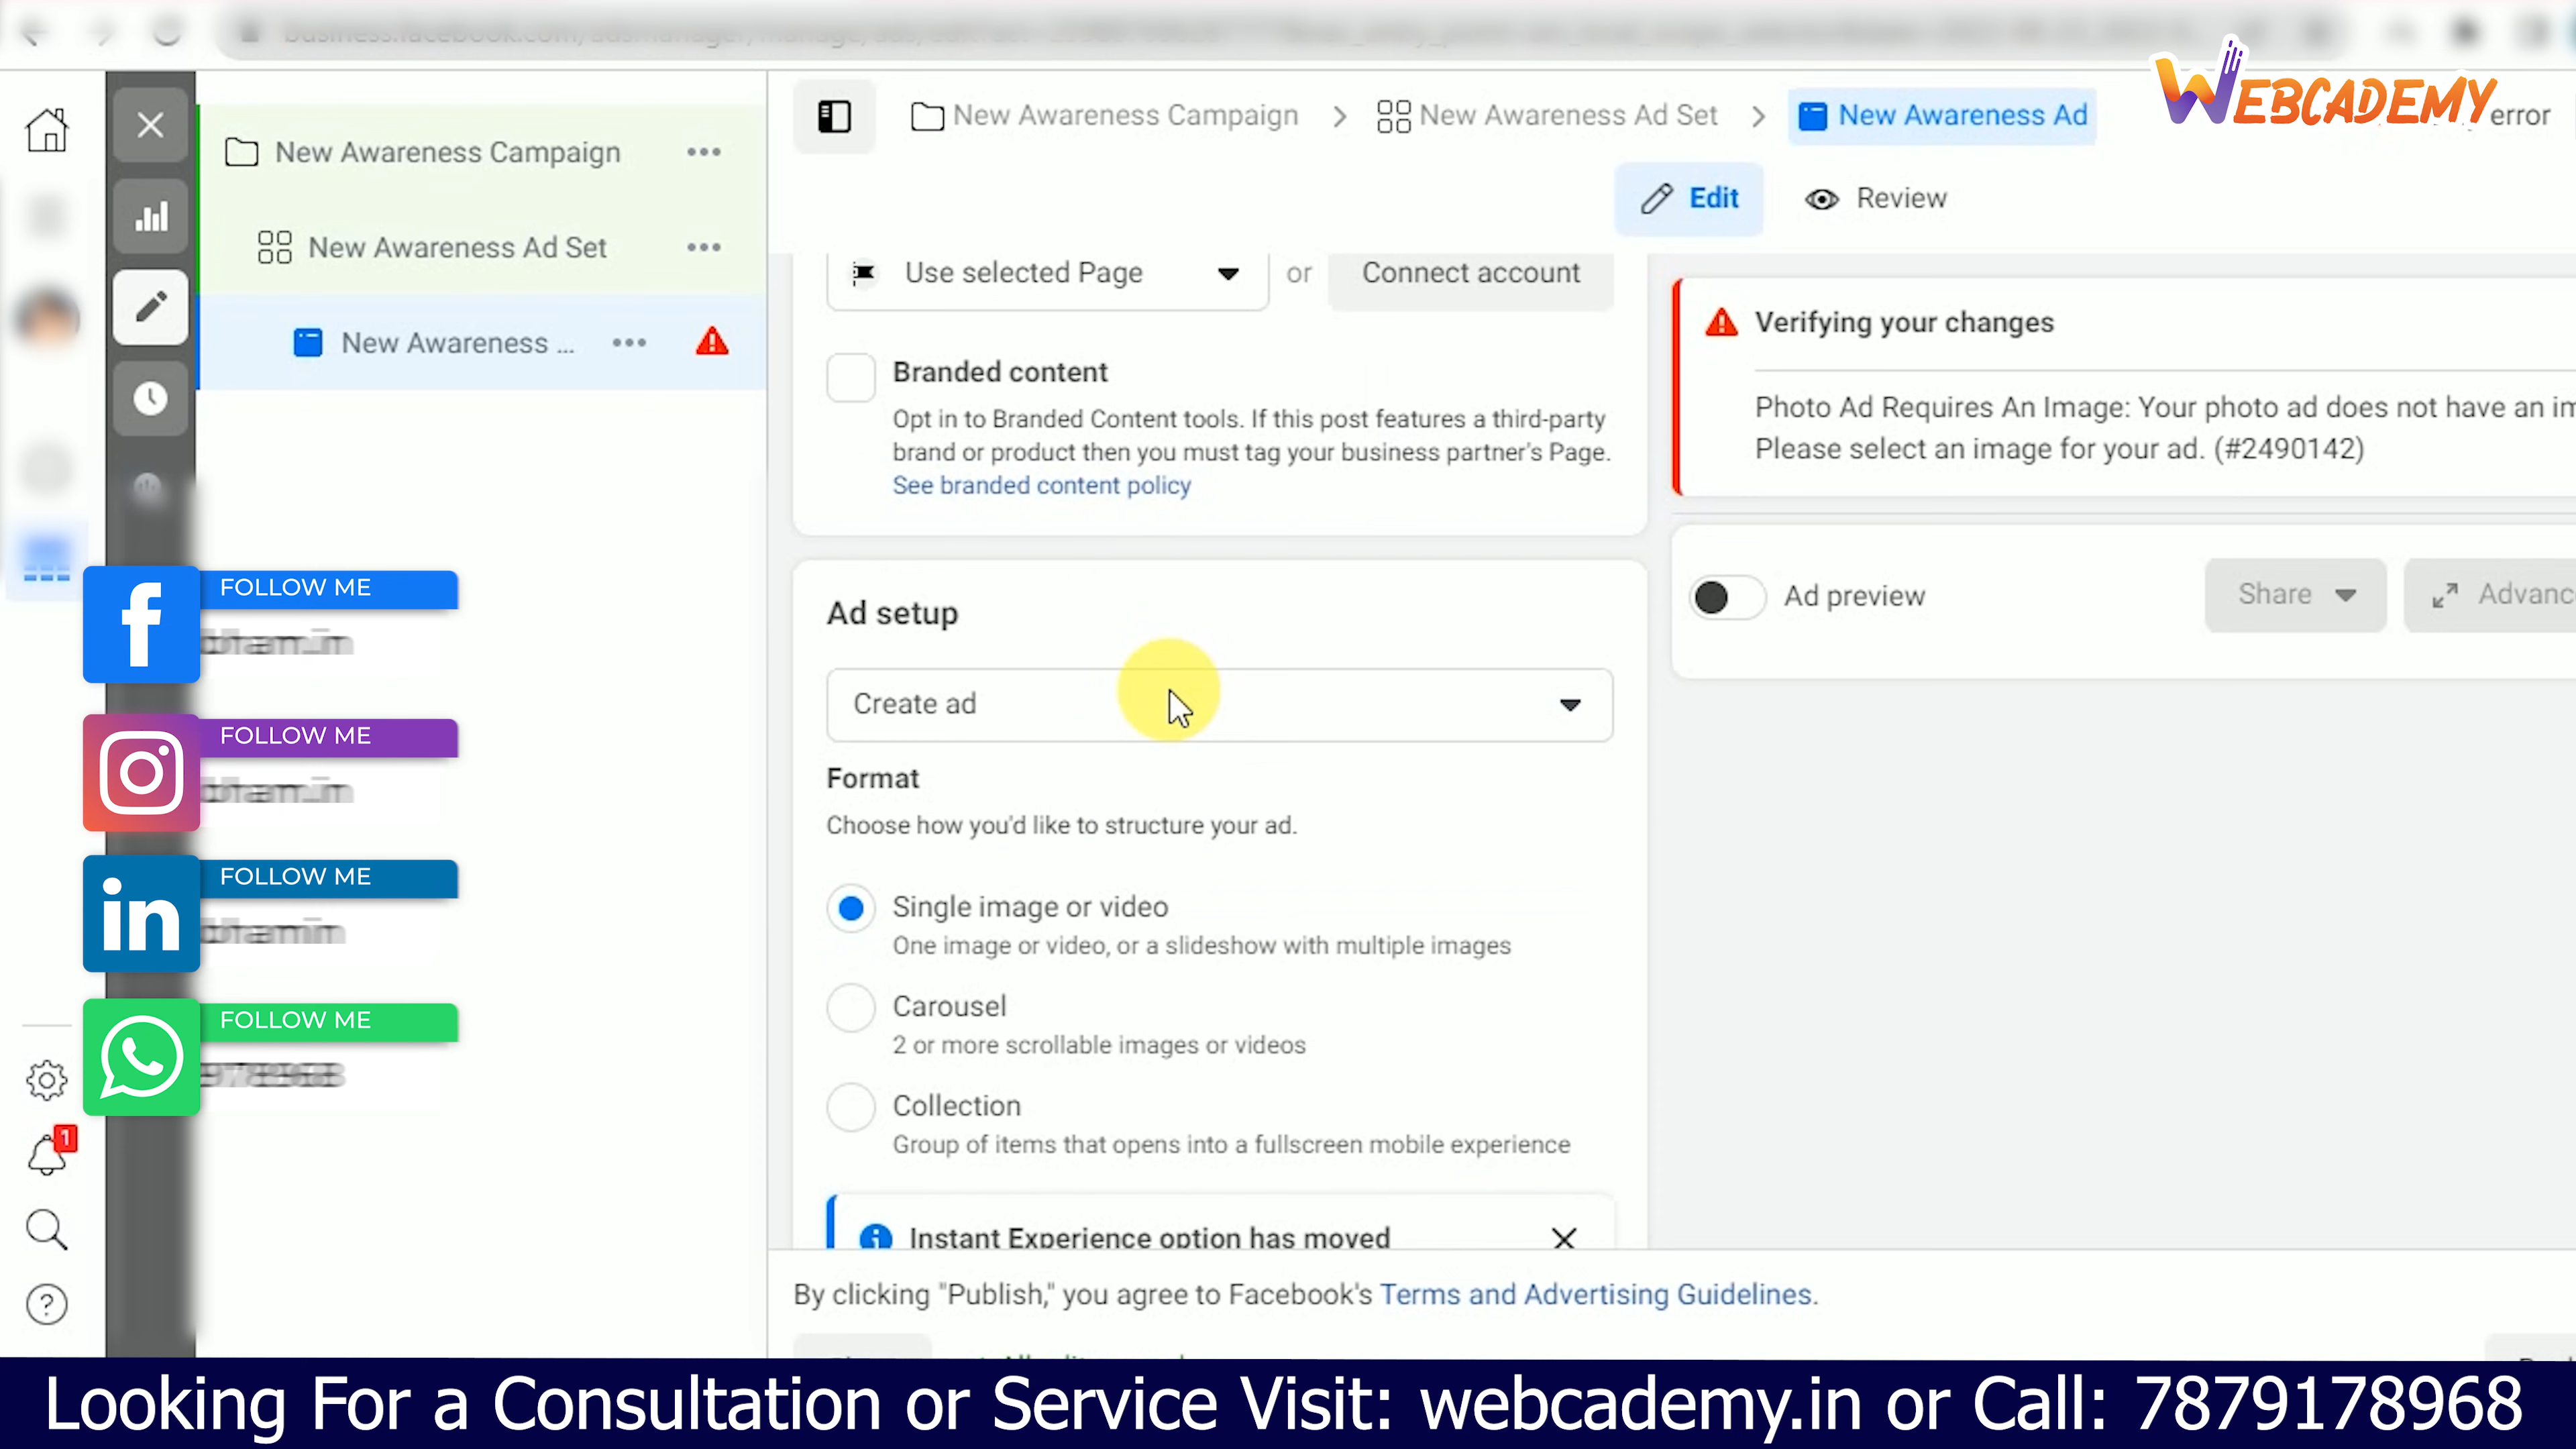 WEBCADEMY
error
New Awareness Campaign
New Awareness Ad Set
New Awareness Ad
Edit
Review
New Awareness Campaign
New Awareness Ad Set
New Awareness ...
Use selected Page
or
Connect account
Branded content
Opt in to Branded Content tools. If this post features a third-party
brand or product then you must tag your business partner's Page.
See branded content policy
Verifying your changes
Photo Ad Requires An Image: Your photo ad does not have an im
Please select an image for your ad. (#2490142)
Ad preview
Share
Advanc
Ad setup
Create ad
Format
Choose how you'd like to structure your ad.
Single image or video
One image or video, or a slideshow with multiple images
Carousel
2 or more scrollable images or videos
Collection
Group of items that opens into a fullscreen mobile experience
Instant Experience option has moved
By clicking "Publish," you agree to Facebook's Terms and Advertising Guidelines.
FOLLOW ME
FOLLOW ME
FOLLOW ME
FOLLOW ME
1
Looking For a Consultation or Service Visit: webcademy.in or Call: 7879178968